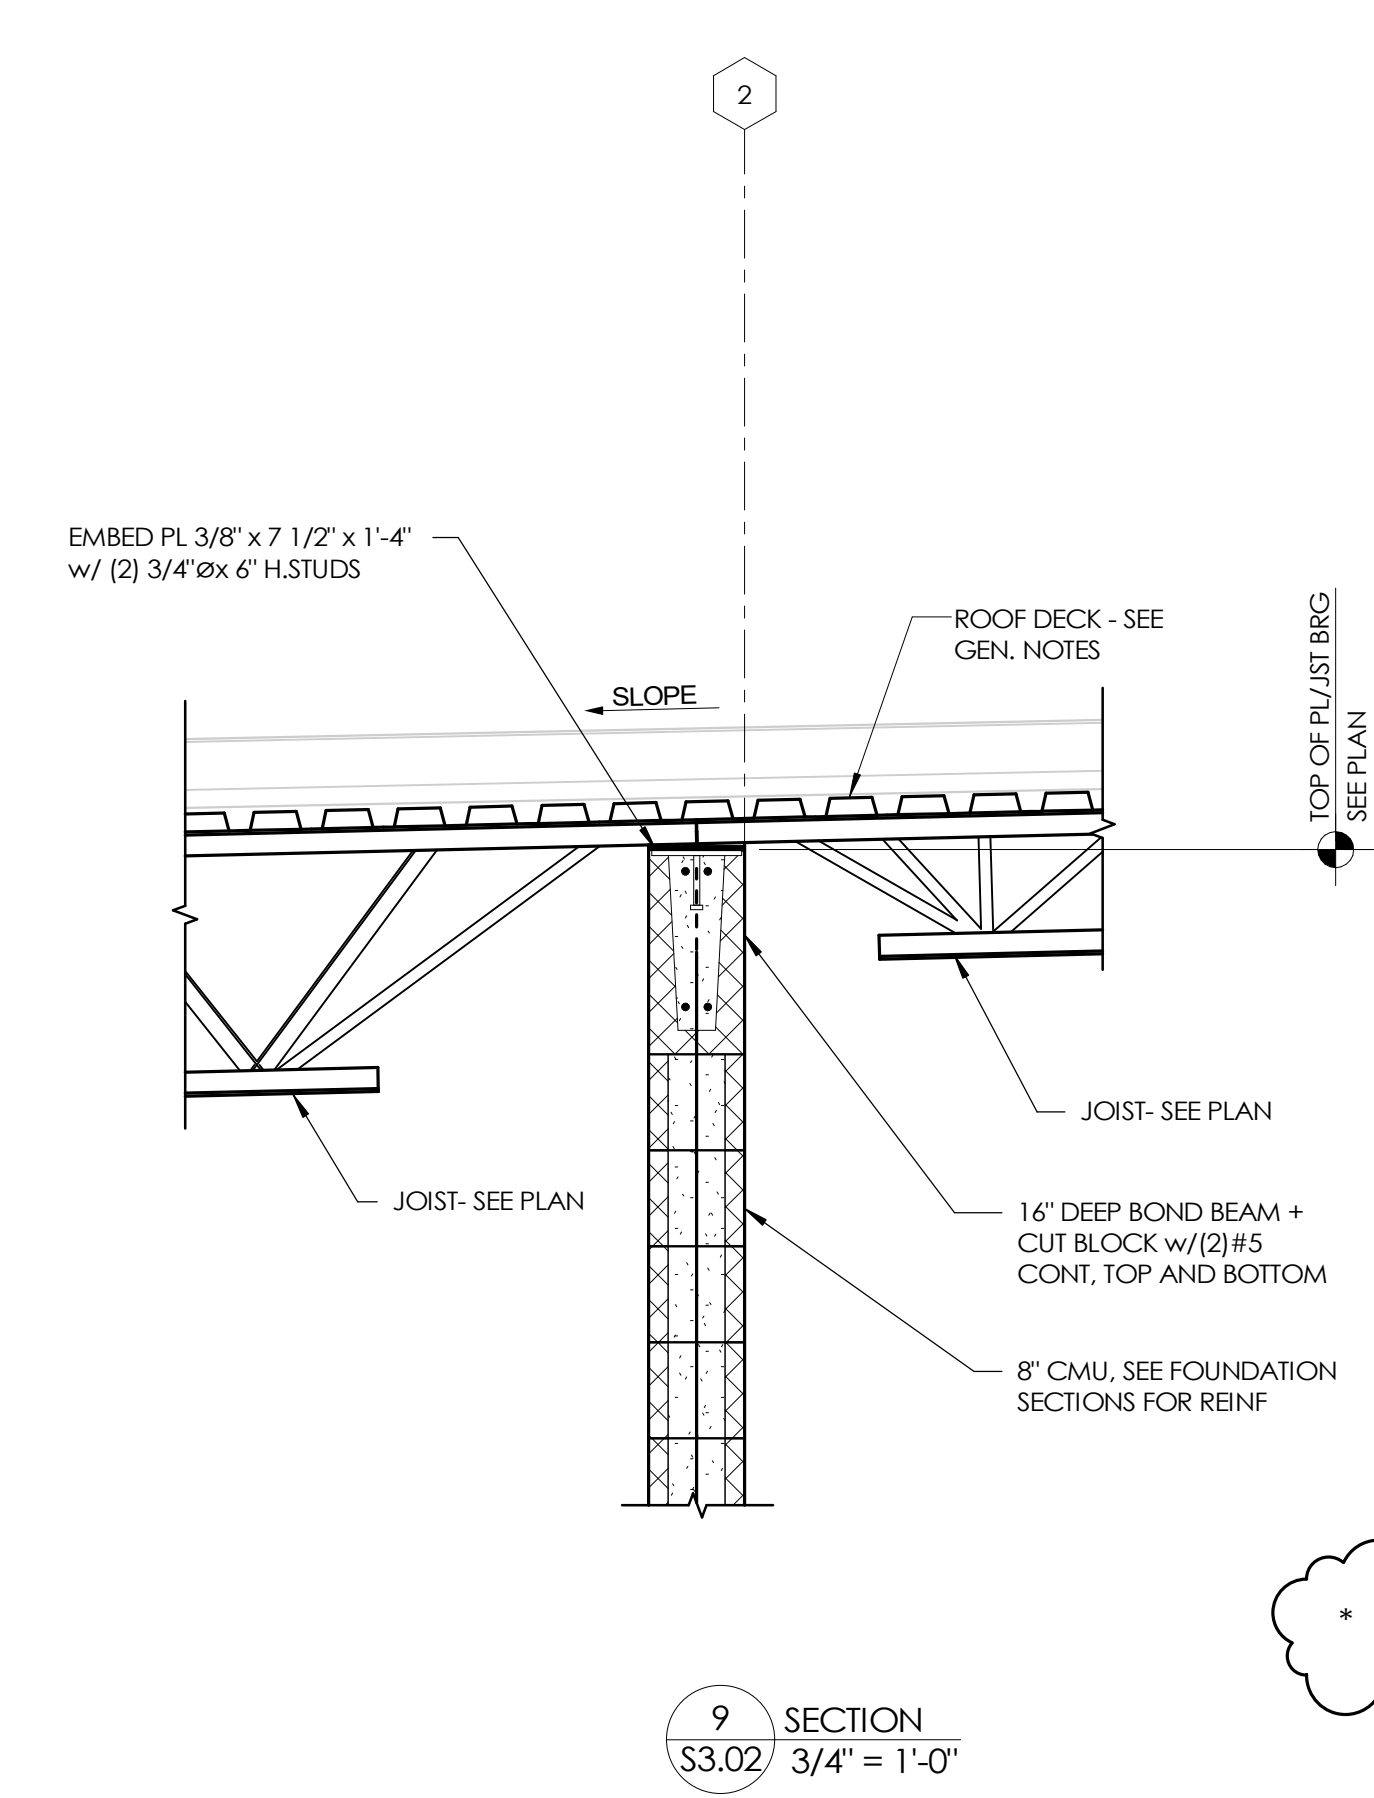 2
EMBED PL 3/8" x 7 1/2" x 1'-4"
w/ (2) 3/4"Øx 6" H.STUDS
ROOF DECK - SEE
GEN. NOTES
TOP OF PL/JST BRG
SEE PLAN
SLOPE
JOIST- SEE PLAN
JOIST- SEE PLAN
16" DEEP BOND BEAM +
CUT BLOCK w/(2)#5
CONT, TOP AND BOTTOM
8" CMU, SEE FOUNDATION
SECTIONS FOR REINF
*
9 SECTION
S3.02 3/4" = 1'-0"